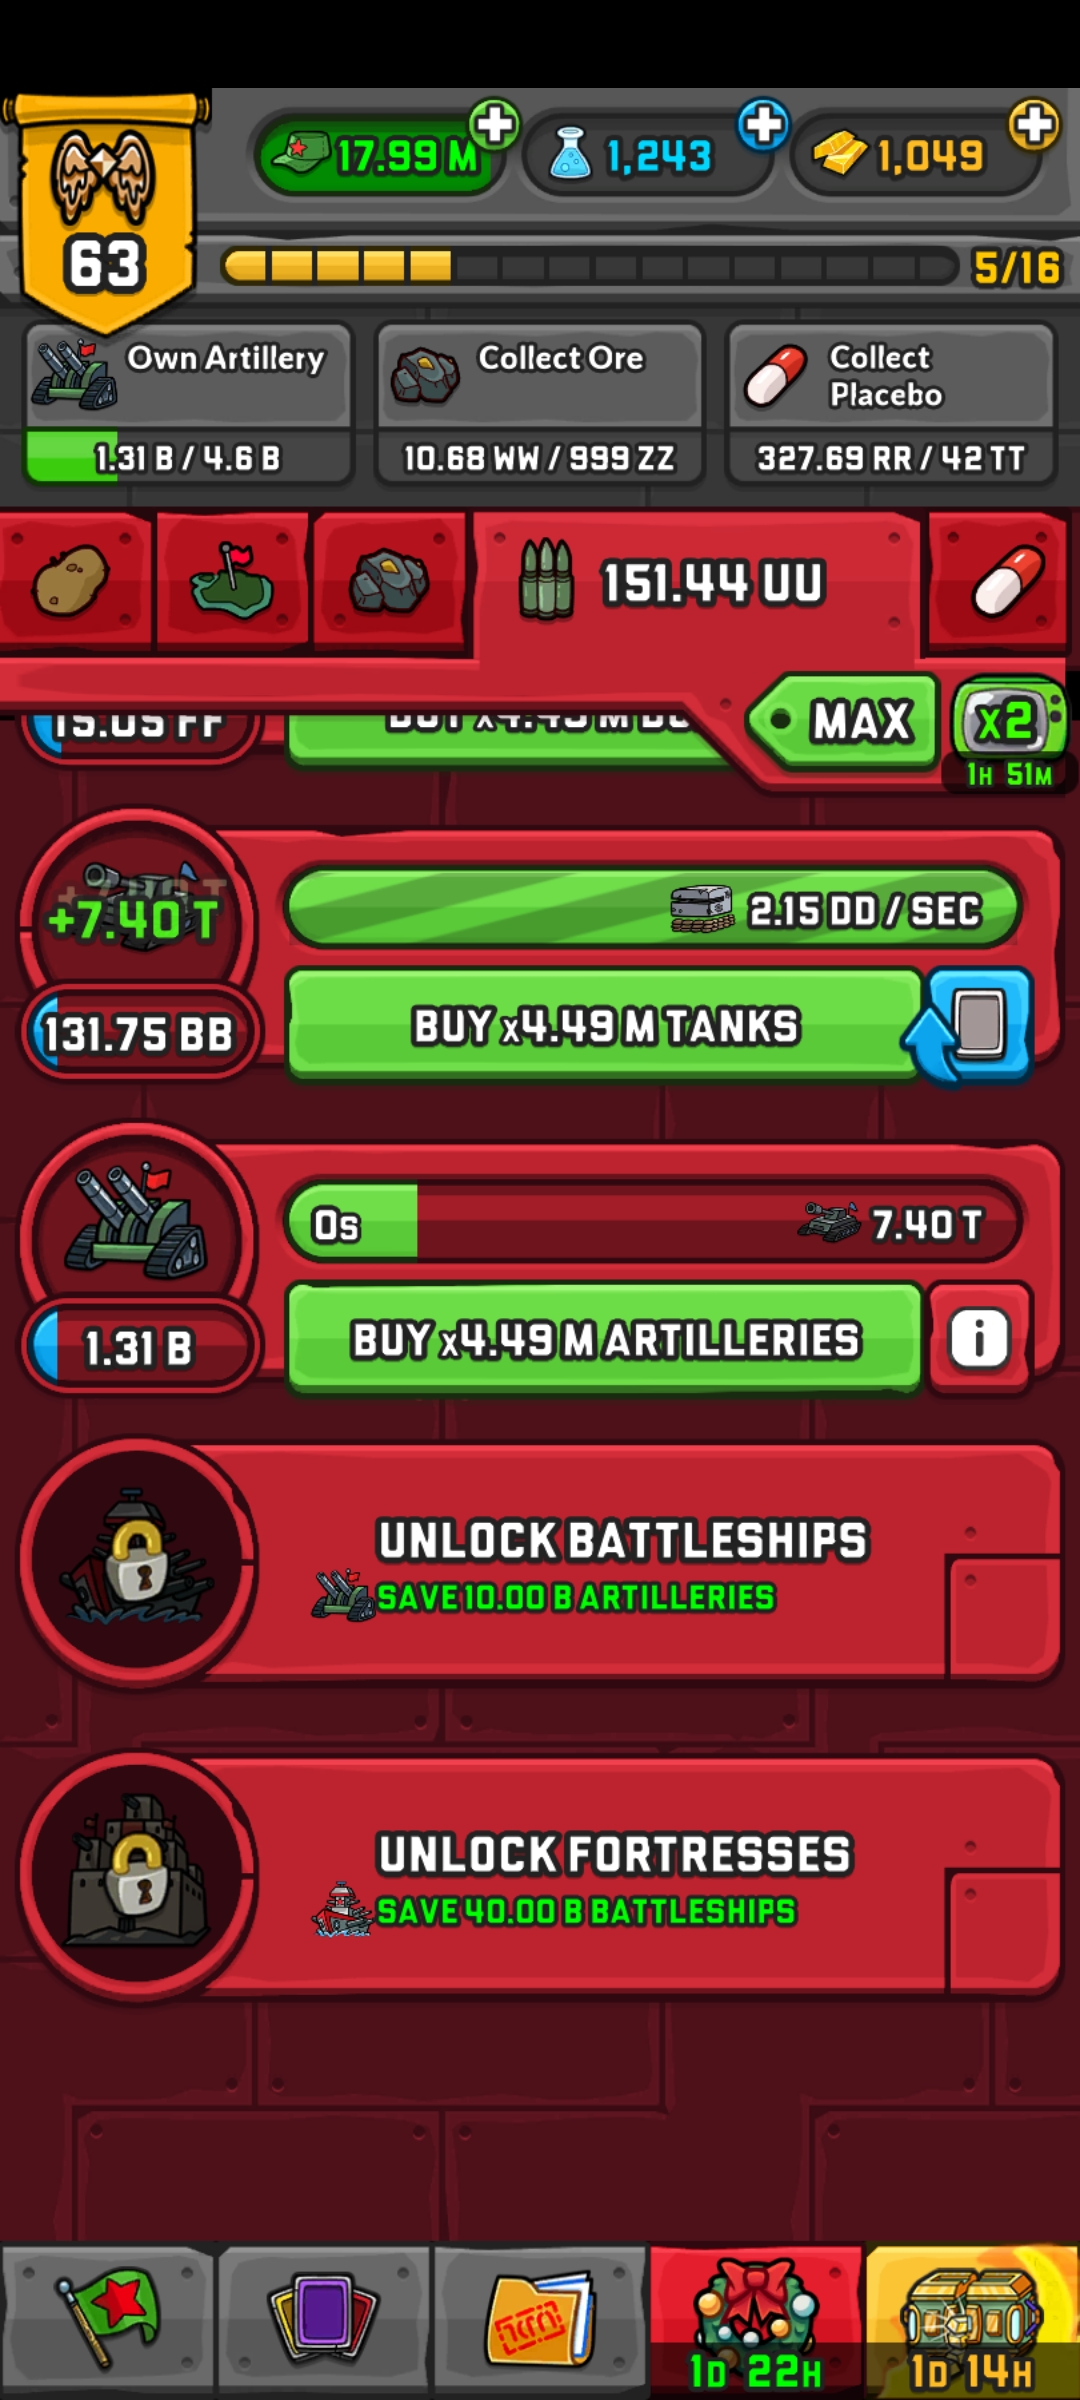 17.99 M
1,243
1,049
63
5/16
Own Artillery
1.31 B / 4.6 B
Collect Ore
10.68 WW / 999 ZZ
Collect
Placebo
327.69 RR / 42 TT
151.44 UU
MAX
x2
1H 51M
15.05 FF
+7.40 T
2.15 DD / SEC
131.75 BB
BUY x4.49 M TANKS
0s
7.40 T
1.31 B
BUY x4.49 M ARTILLERIES
i
UNLOCK BATTLESHIPS
SAVE 10.00 B ARTILLERIES
UNLOCK FORTRESSES
SAVE 40.00 B BATTLESHIPS
1D 22H
1D 14H